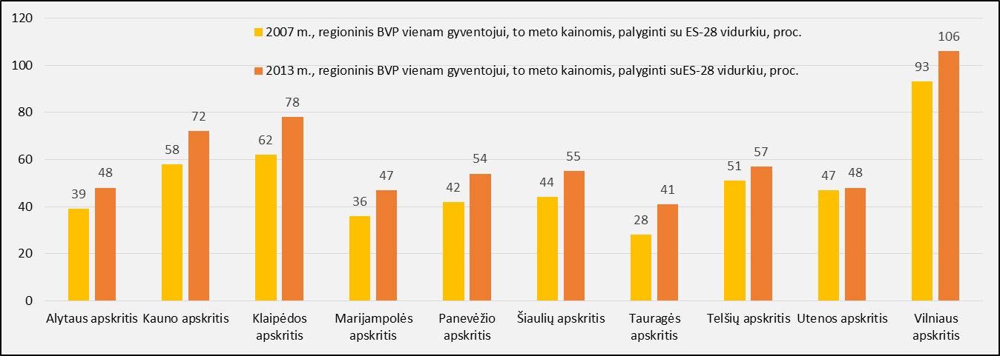 120
100
80
60
40
20
0
2007 m., regioninis BVP vienam gyventojui, to meto kainomis, palyginti su ES-28 vidurkiu, proc.
2013 m., regioninis BVP vienam gyventojui, to meto kainomis, palyginti suES-28 vidurkiu, proc.
39 48
58 72
62 78
36 47
42 54
44 55
28 41
51 57
47 48
93 106
Alytaus apskritis
Kauno apskritis
Klaipėdos
apskritis
Marijampolės
apskritis
Panevėžio
apskritis
Šiaulių apskritis
Tauragės
apskritis
Telšių apskritis
Utenos apskritis
Vilniaus
apskritis